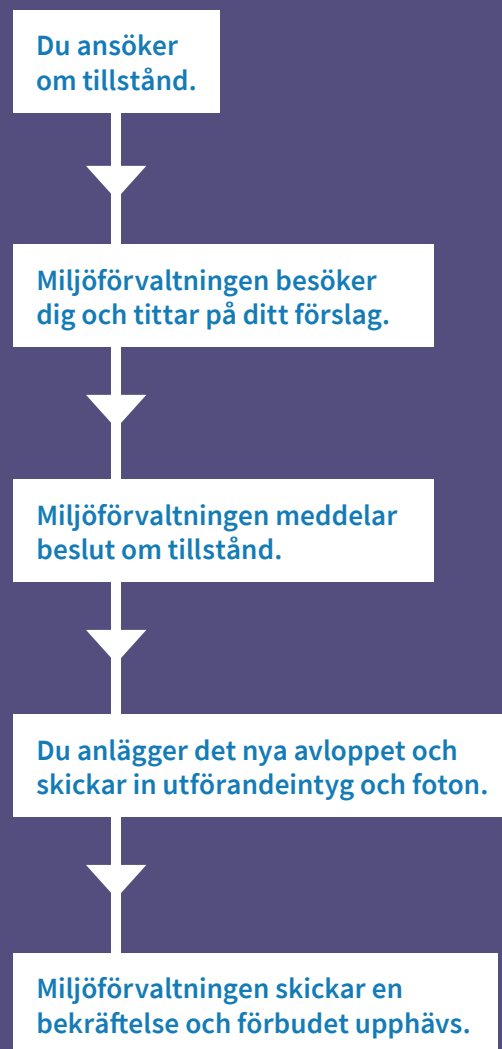 Du ansöker
om tillstånd.
Miljöförvaltningen besöker
dig och tittar på ditt förslag.
Miljöförvaltningen meddelar
beslut om tillstånd.
Du anlägger det nya avloppet och
skickar in utförandeintyg och foton.
Miljöförvaltningen skickar en
bekräftelse och förbudet upphävs.